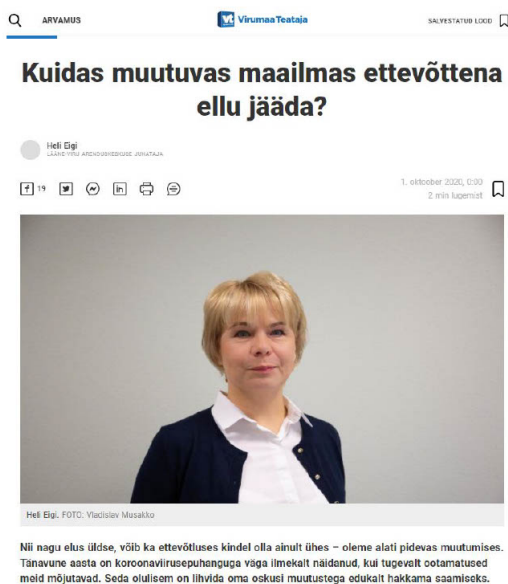 ARVAMUS
Virumaa Teataja
SALVESTATUD LOOD
Kuidas muutuvas maailmas ettevõttena
ellu jääda?
Heli Eigi
LÄÄNE-VIRU ARENDUSKESKUSE JUHATAJA
19
1. oktoober 2020, 0:00
2 min lugemist
Heli Eigi. FOTO: Vladislav Musakko
Nii nagu elus üldse, võib ka ettevõtluses kindel olla ainult ühes – oleme alati pidevas muutumises.
Tänavune aasta on koroonaviirusepuhanguga väga ilmekalt näidanud, kui tugevalt ootamatused
meid mõjutavad. Seda olulisem on lihvida oma oskusi muutustega edukalt hakkama saamiseks.